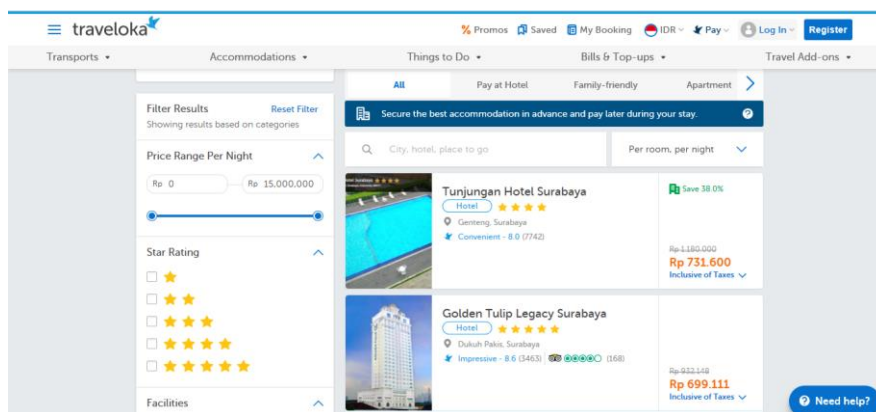 traveloka
% Promos Saved My Booking IDR Pay Log In Register
Transports Accommodations Things to Do Bills & Top-ups Travel Add-ons
All Pay at Hotel Family-friendly Apartment
Filter Results Reset Filter
Showing results based on categories
Secure the best accommodation in advance and pay later during your stay.
Price Range Per Night
Rp 0 Rp 15,000,000
City, hotel, place to go Per room, per night
Star Rating
Facilities
Tunjungan Hotel Surabaya
Hotel
Genteng, Surabaya
Convenient - 8.0 (7742)
Save 38.0%
Rp 1.180.000
Rp 731.600
Inclusive of Taxes
Golden Tulip Legacy Surabaya
Hotel
Dukuh Pakis, Surabaya
Impressive - 8.6 (3463) (168)
Rp 932.148
Rp 699.111
Inclusive of Taxes
Need help?